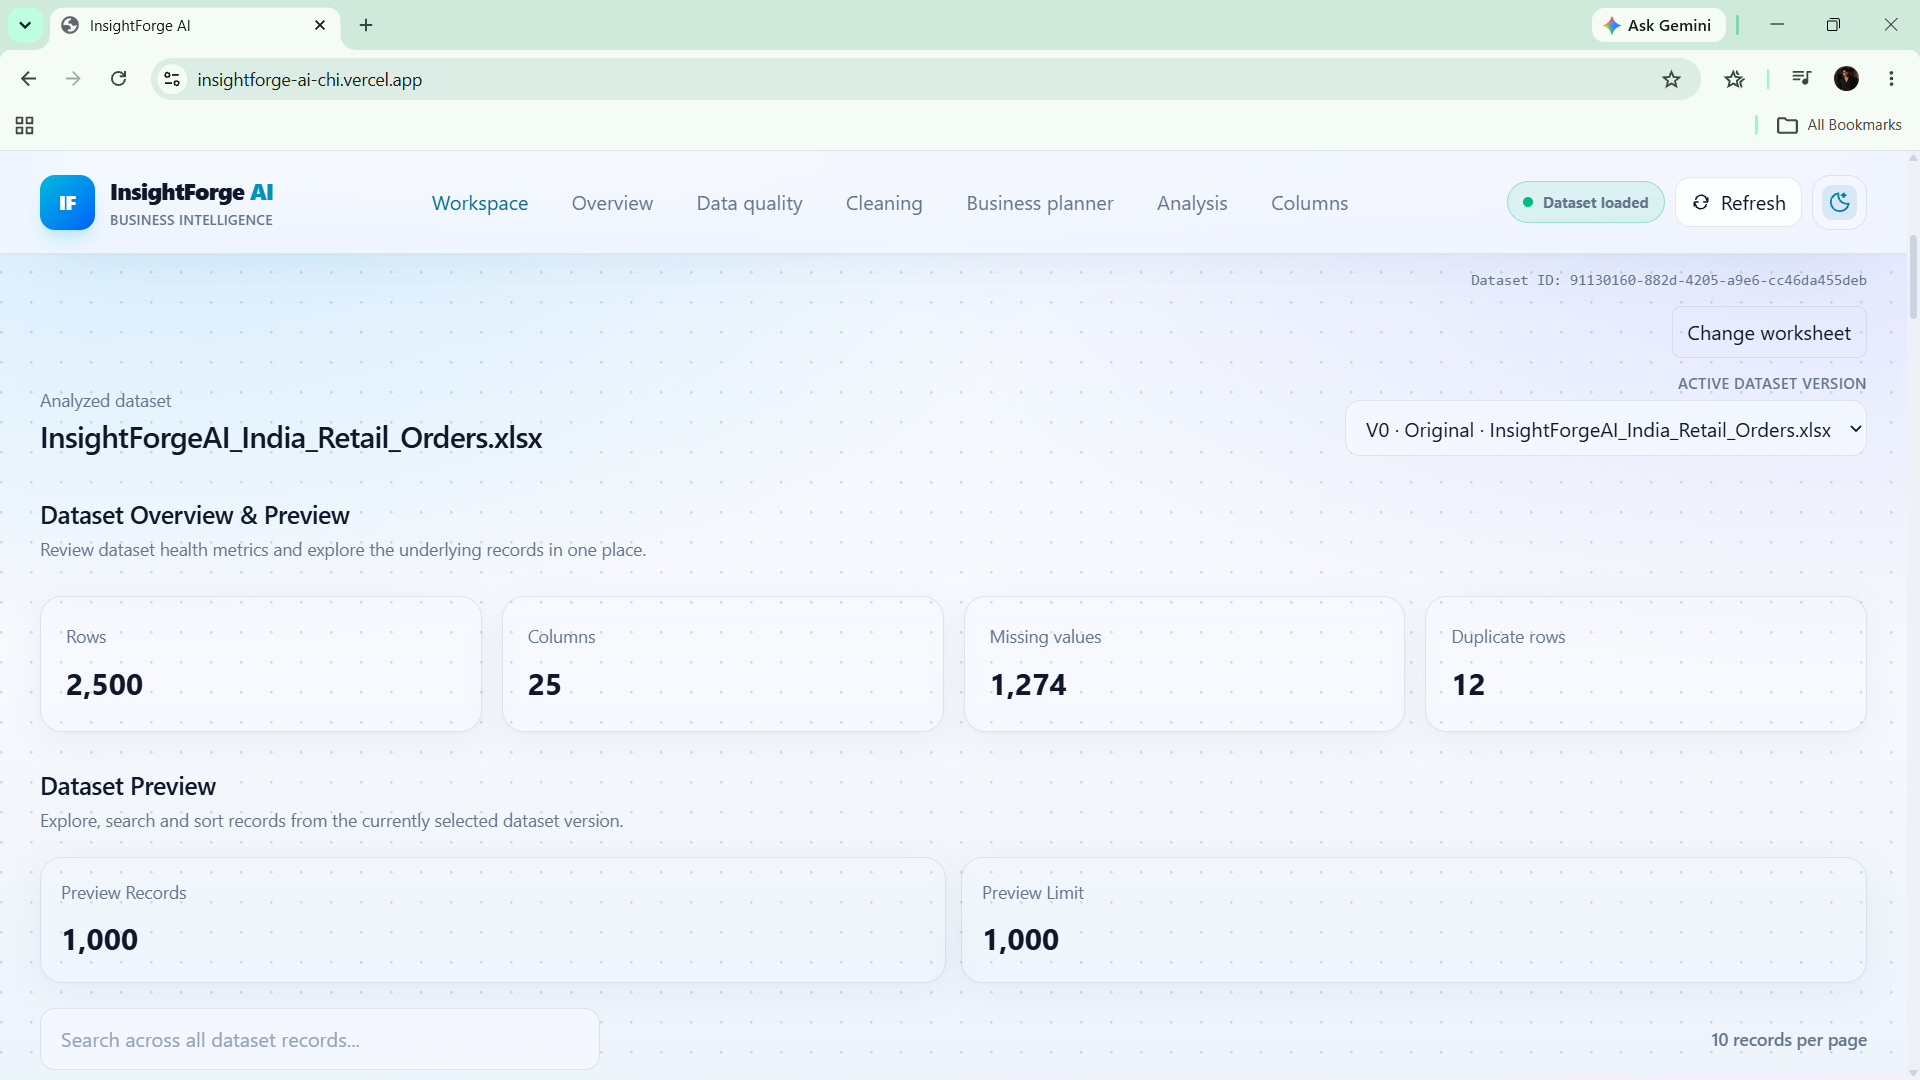 InsightForge AI
Ask Gemini
insightforge-ai-chi.vercel.app
All Bookmarks
IF
InsightForge AI
BUSINESS INTELLIGENCE
Workspace
Overview
Data quality
Cleaning
Business planner
Analysis
Columns
Dataset loaded
Refresh
Dataset ID: 91130160-882d-4205-a9e6-cc46da455deb
Change worksheet
ACTIVE DATASET VERSION
Analyzed dataset
InsightForgeAI_India_Retail_Orders.xlsx
V0 · Original · InsightForgeAI_India_Retail_Orders.xlsx
Dataset Overview & Preview
Review dataset health metrics and explore the underlying records in one place.
Rows
2,500
Columns
25
Missing values
1,274
Duplicate rows
12
Dataset Preview
Explore, search and sort records from the currently selected dataset version.
Preview Records
1,000
Preview Limit
1,000
Search across all dataset records...
10 records per page